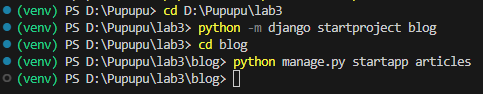 (venv) PS D:\Pupupu> cd D:\Pupupu\lab3
(venv) PS D:\Pupupu\lab3> python -m django startproject blog
(venv) PS D:\Pupupu\lab3> cd blog
(venv) PS D:\Pupupu\lab3\blog> python manage.py startapp articles
(venv) PS D:\Pupupu\lab3\blog>